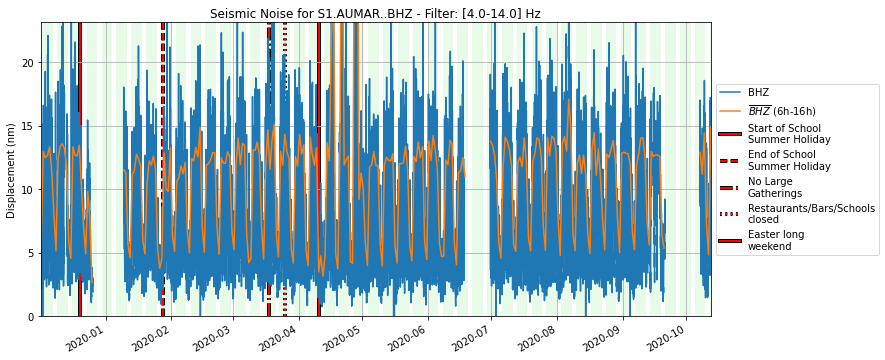 Seismic Noise for S1.AUMAR..BHZ - Filter: [4.0-14.0] Hz
Displacement (nm)
20
15
10
5
0
2020-01
2020-02
2020-03
2020-04
2020-05
2020-06
2020-07
2020-08
2020-09
2020-10
BHZ
BHZ (6h-16h)
Start of School
Summer Holiday
End of School
Summer Holiday
No Large
Gatherings
Restaurants/Bars/Schools
closed
Easter long
weekend